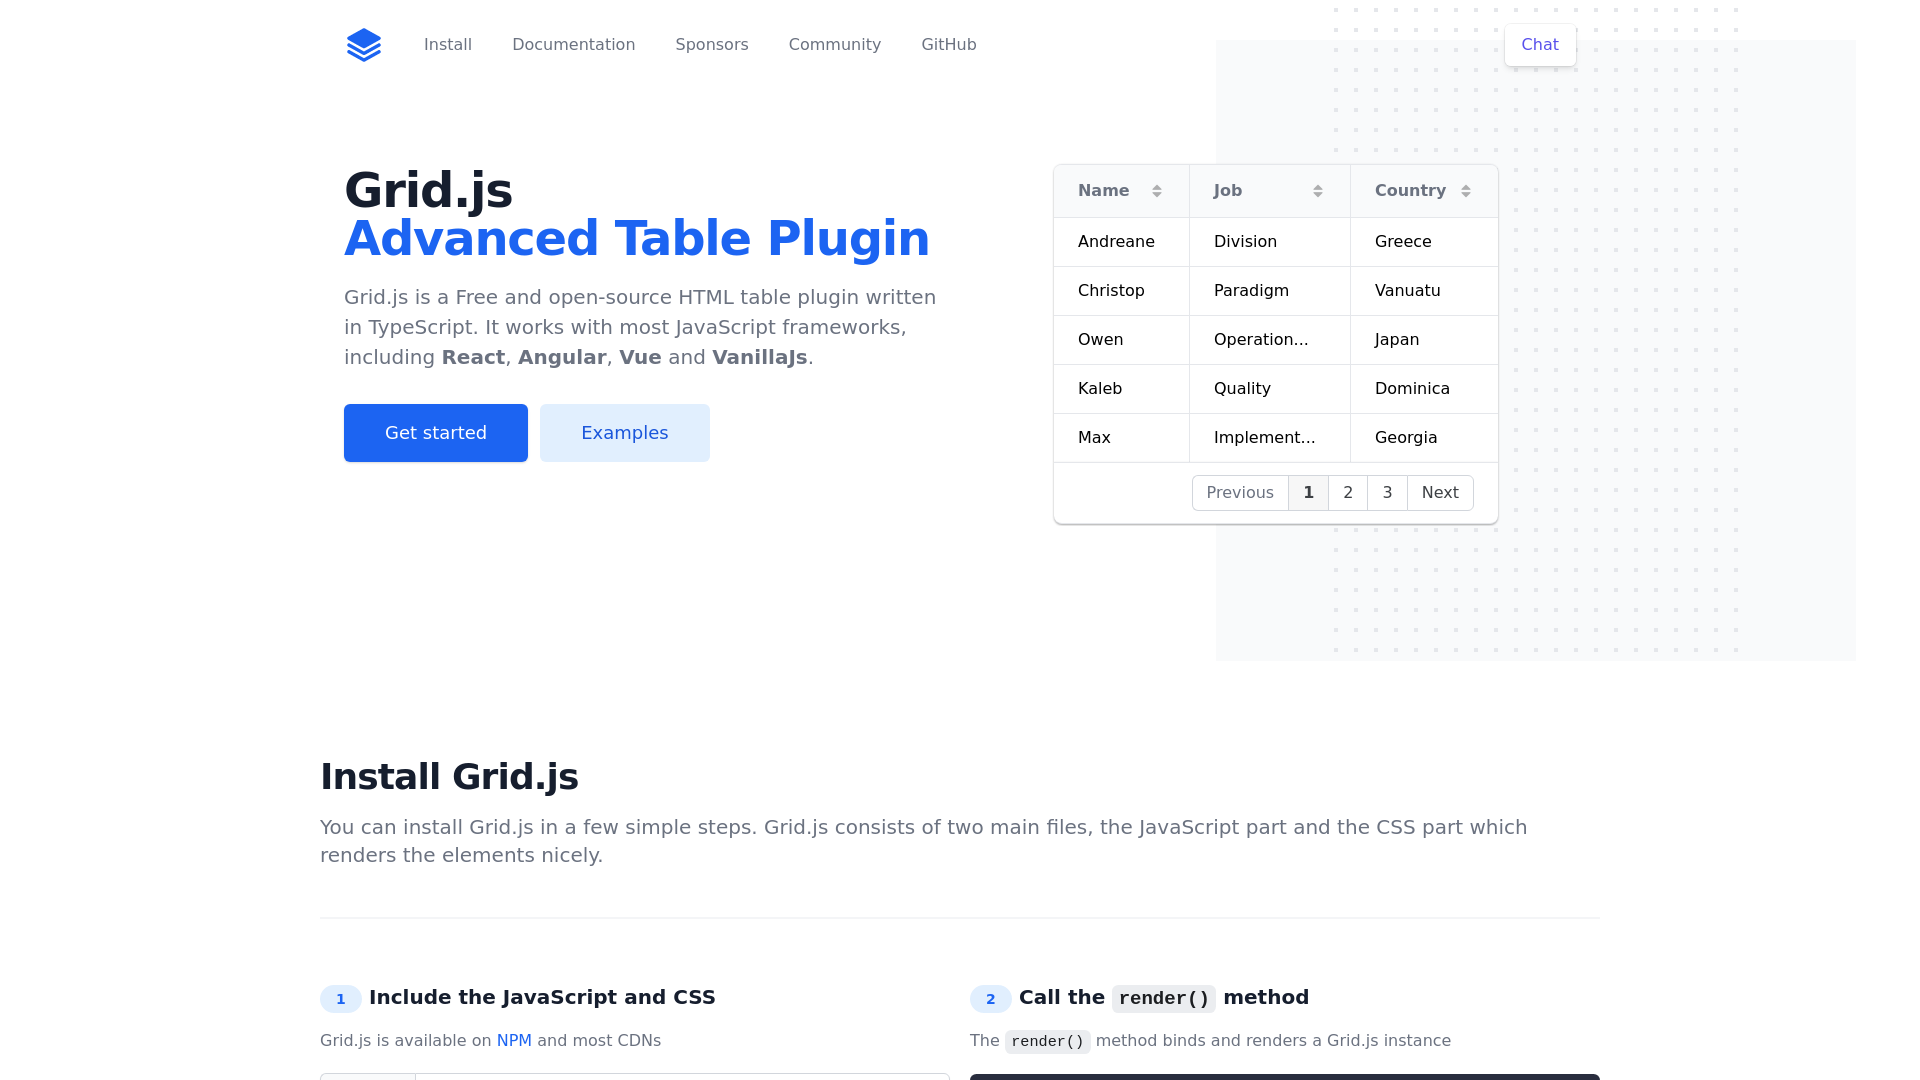 Install Documentation Sponsors Community GitHub Chat
Grid.js
Advanced Table Plugin
Grid.js is a Free and open-source HTML table plugin written
in TypeScript. It works with most JavaScript frameworks,
including React, Angular, Vue and VanillaJs.
Get started Examples
Name Job Country
Andreane Division Greece
Christop Paradigm Vanuatu
Owen Operation... Japan
Kaleb Quality Dominica
Max Implement... Georgia
Previous 1 2 3 Next
Install Grid.js
You can install Grid.js in a few simple steps. Grid.js consists of two main files, the JavaScript part and the CSS part which
renders the elements nicely.
1 Include the JavaScript and CSS
Grid.js is available on NPM and most CDNs
2 Call the render() method
The render() method binds and renders a Grid.js instance